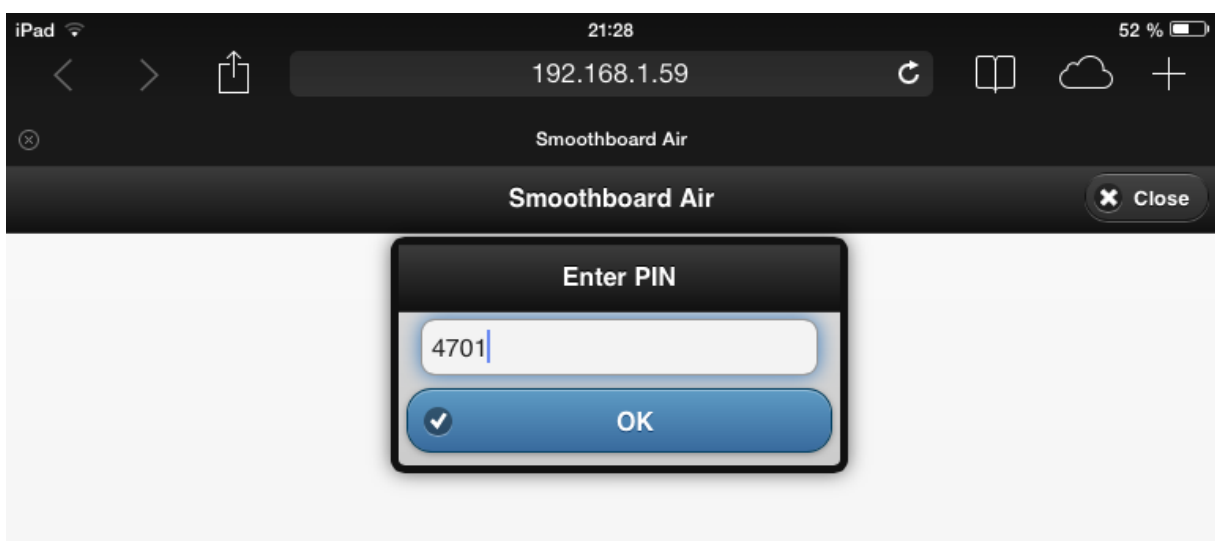 iPad 21:28 52 %
192.168.1.59
Smoothboard Air
Smoothboard Air Close
Enter PIN
4701
OK